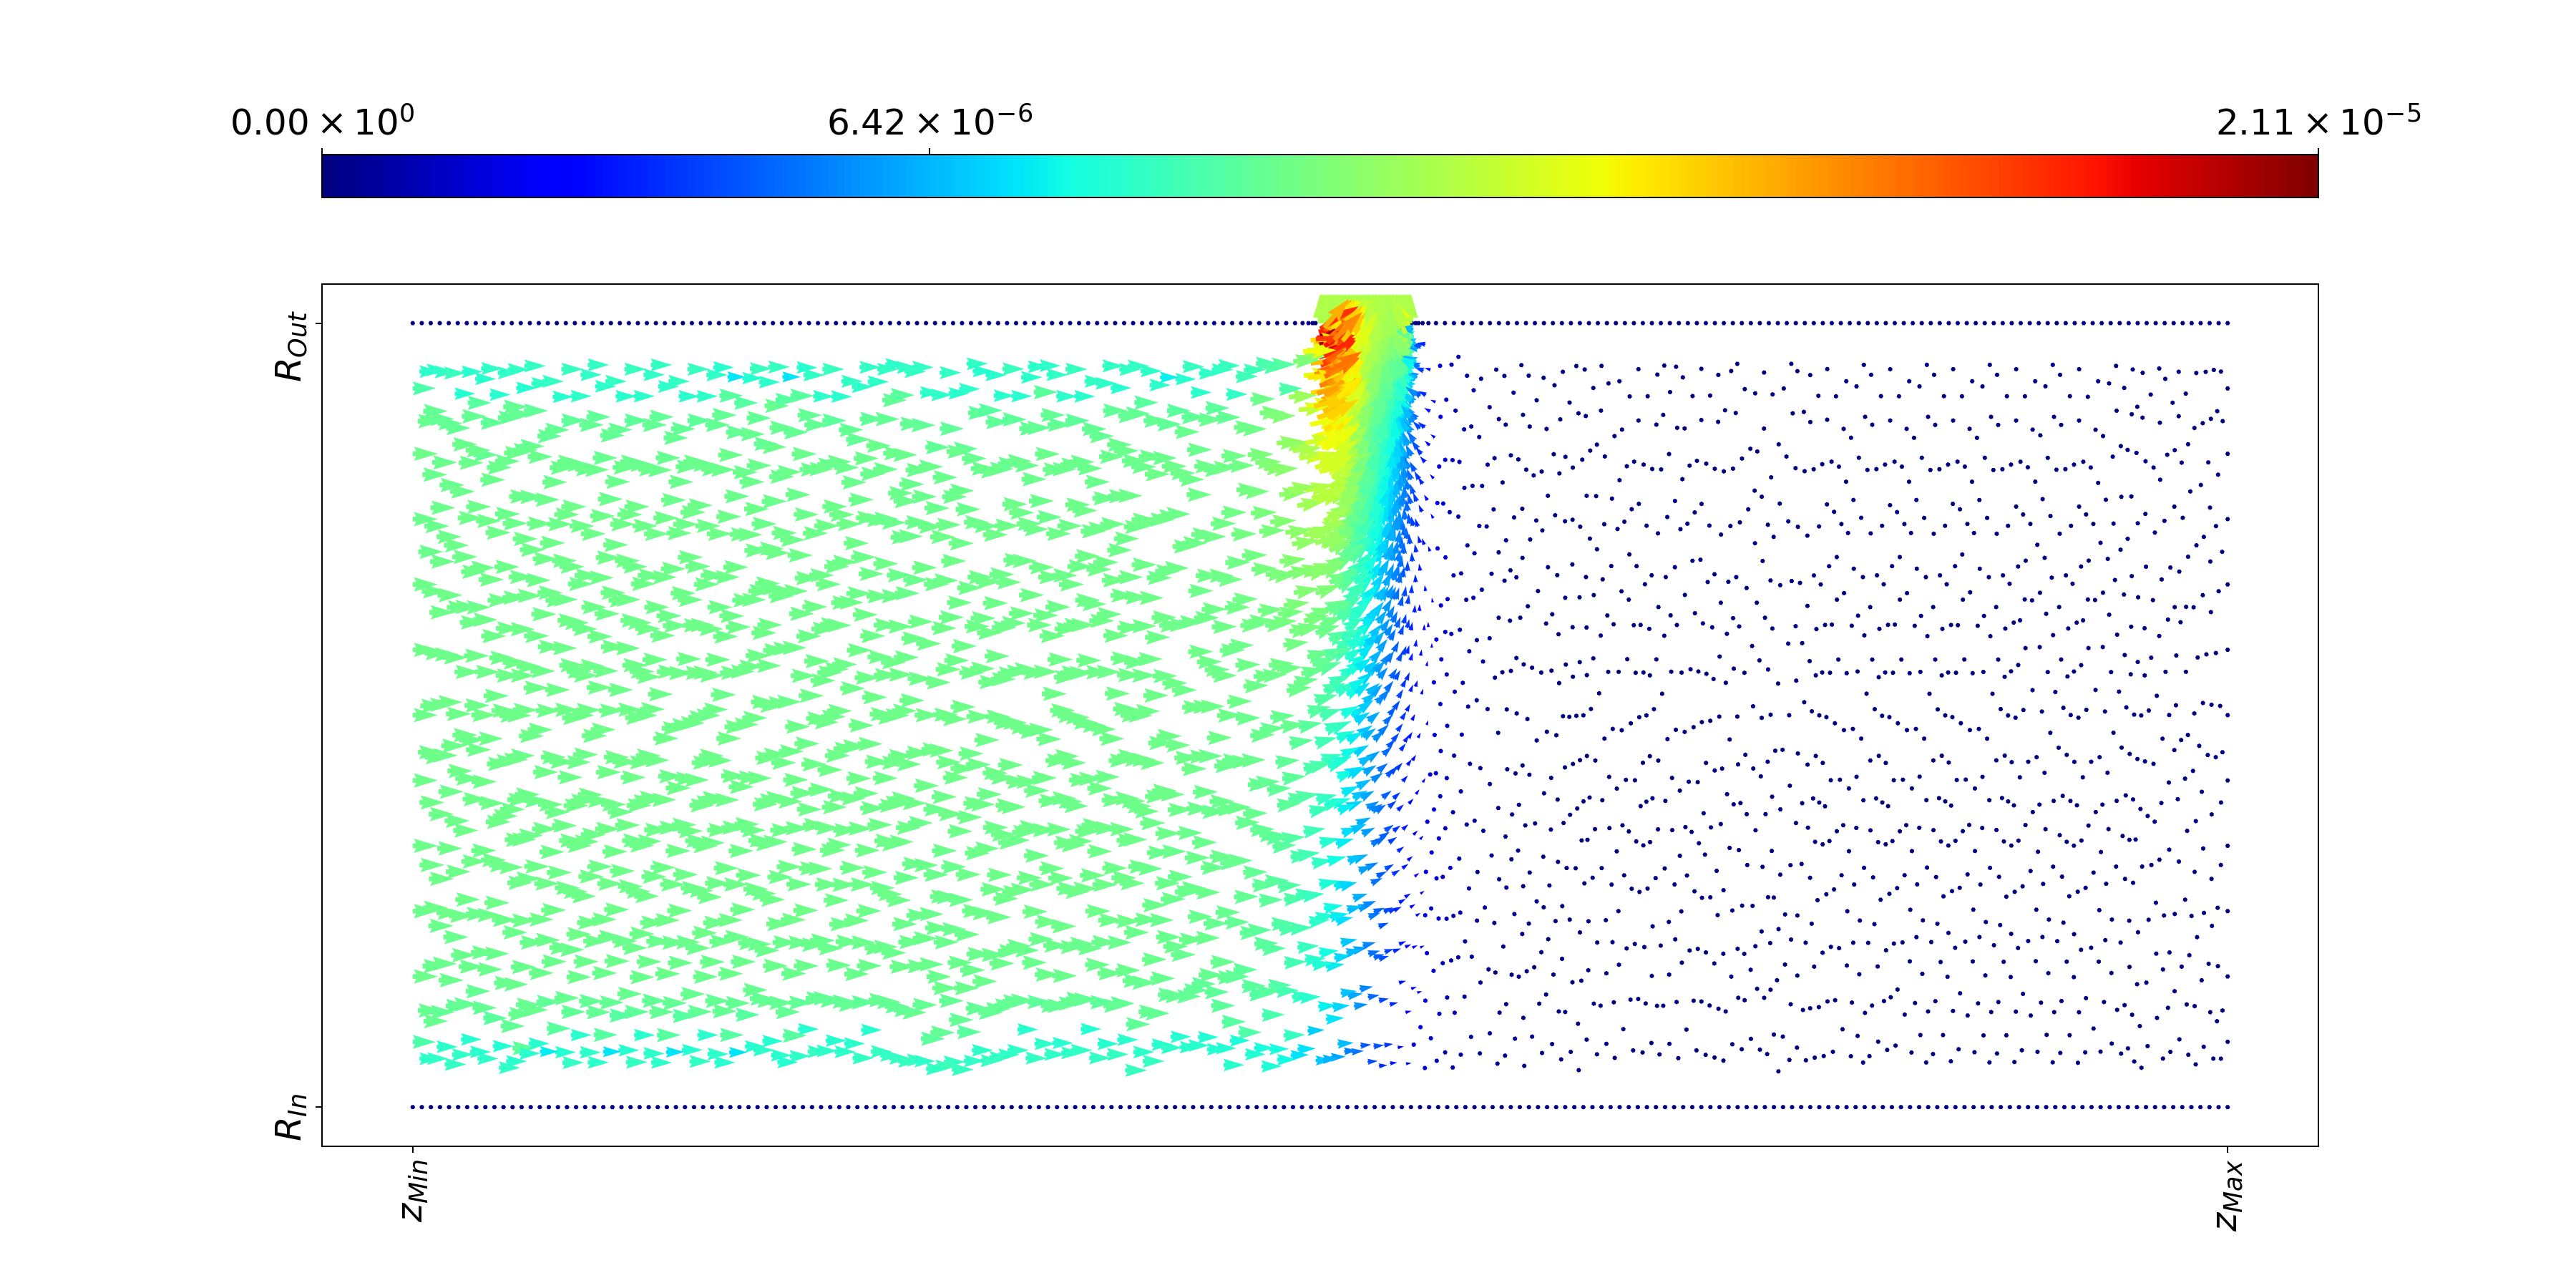 0.00 × 10⁰
6.42 × 10⁻⁶
2.11 × 10⁻⁵
R_Out
R_In
z_Min
z_Max